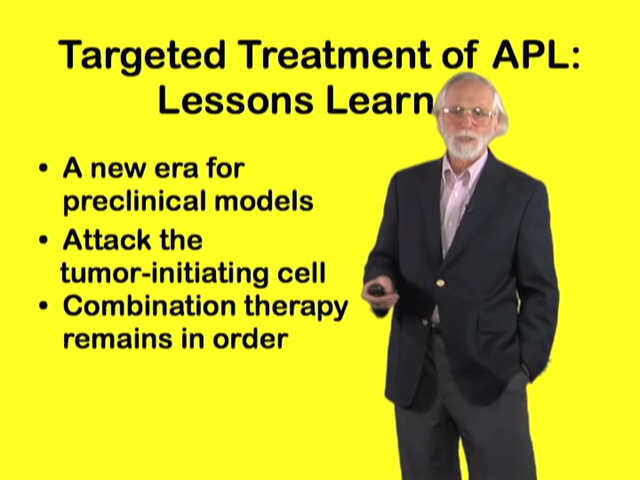 Targeted Treatment of APL:
Lessons Learn
• A new era for
preclinical models
• Attack the
tumor-initiating cell
• Combination therapy
remains in order